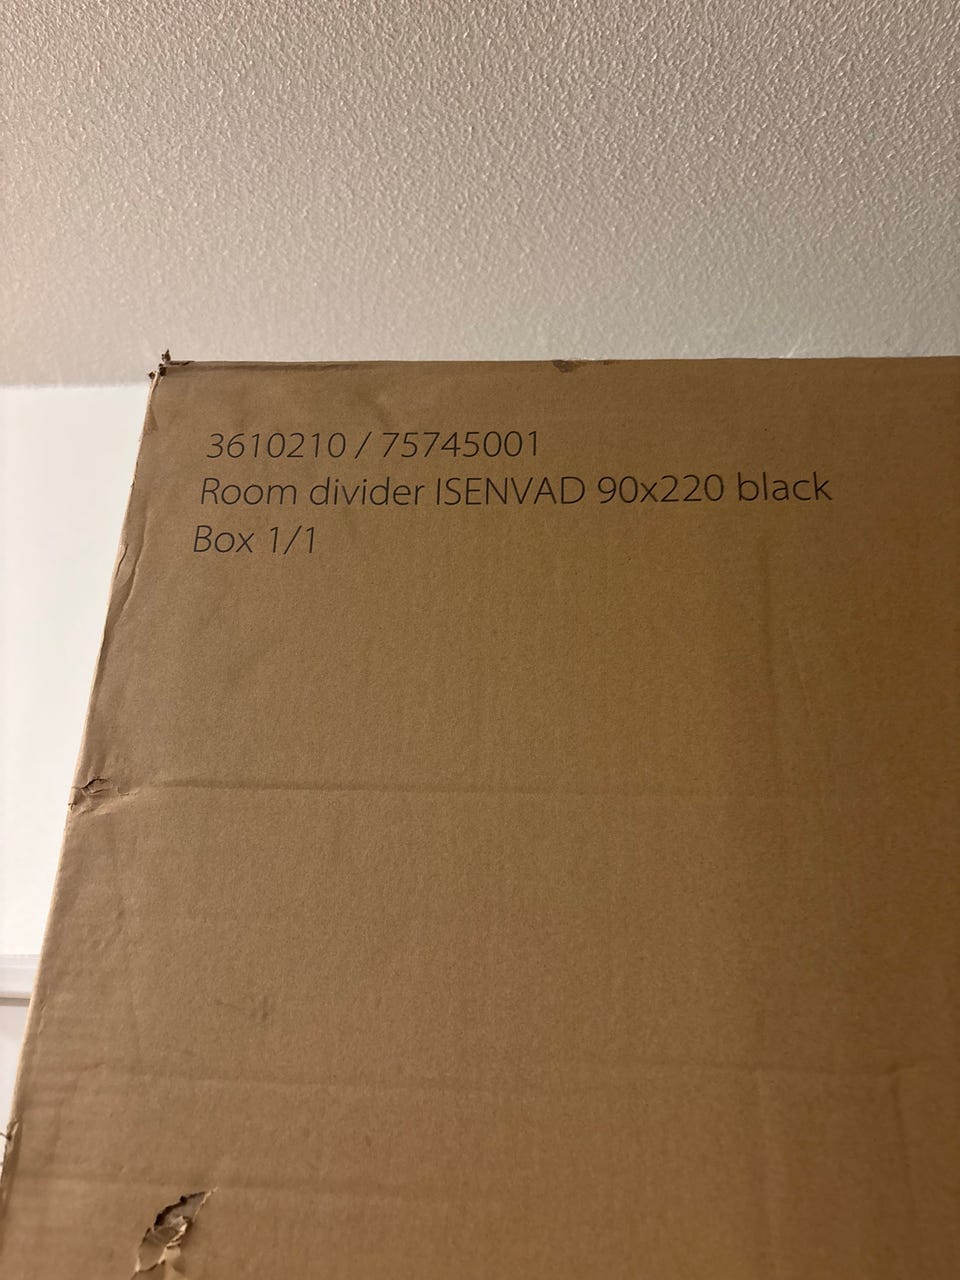 3610210 / 75745001
Room divider ISENVAD 90x220 black
Box 1/1